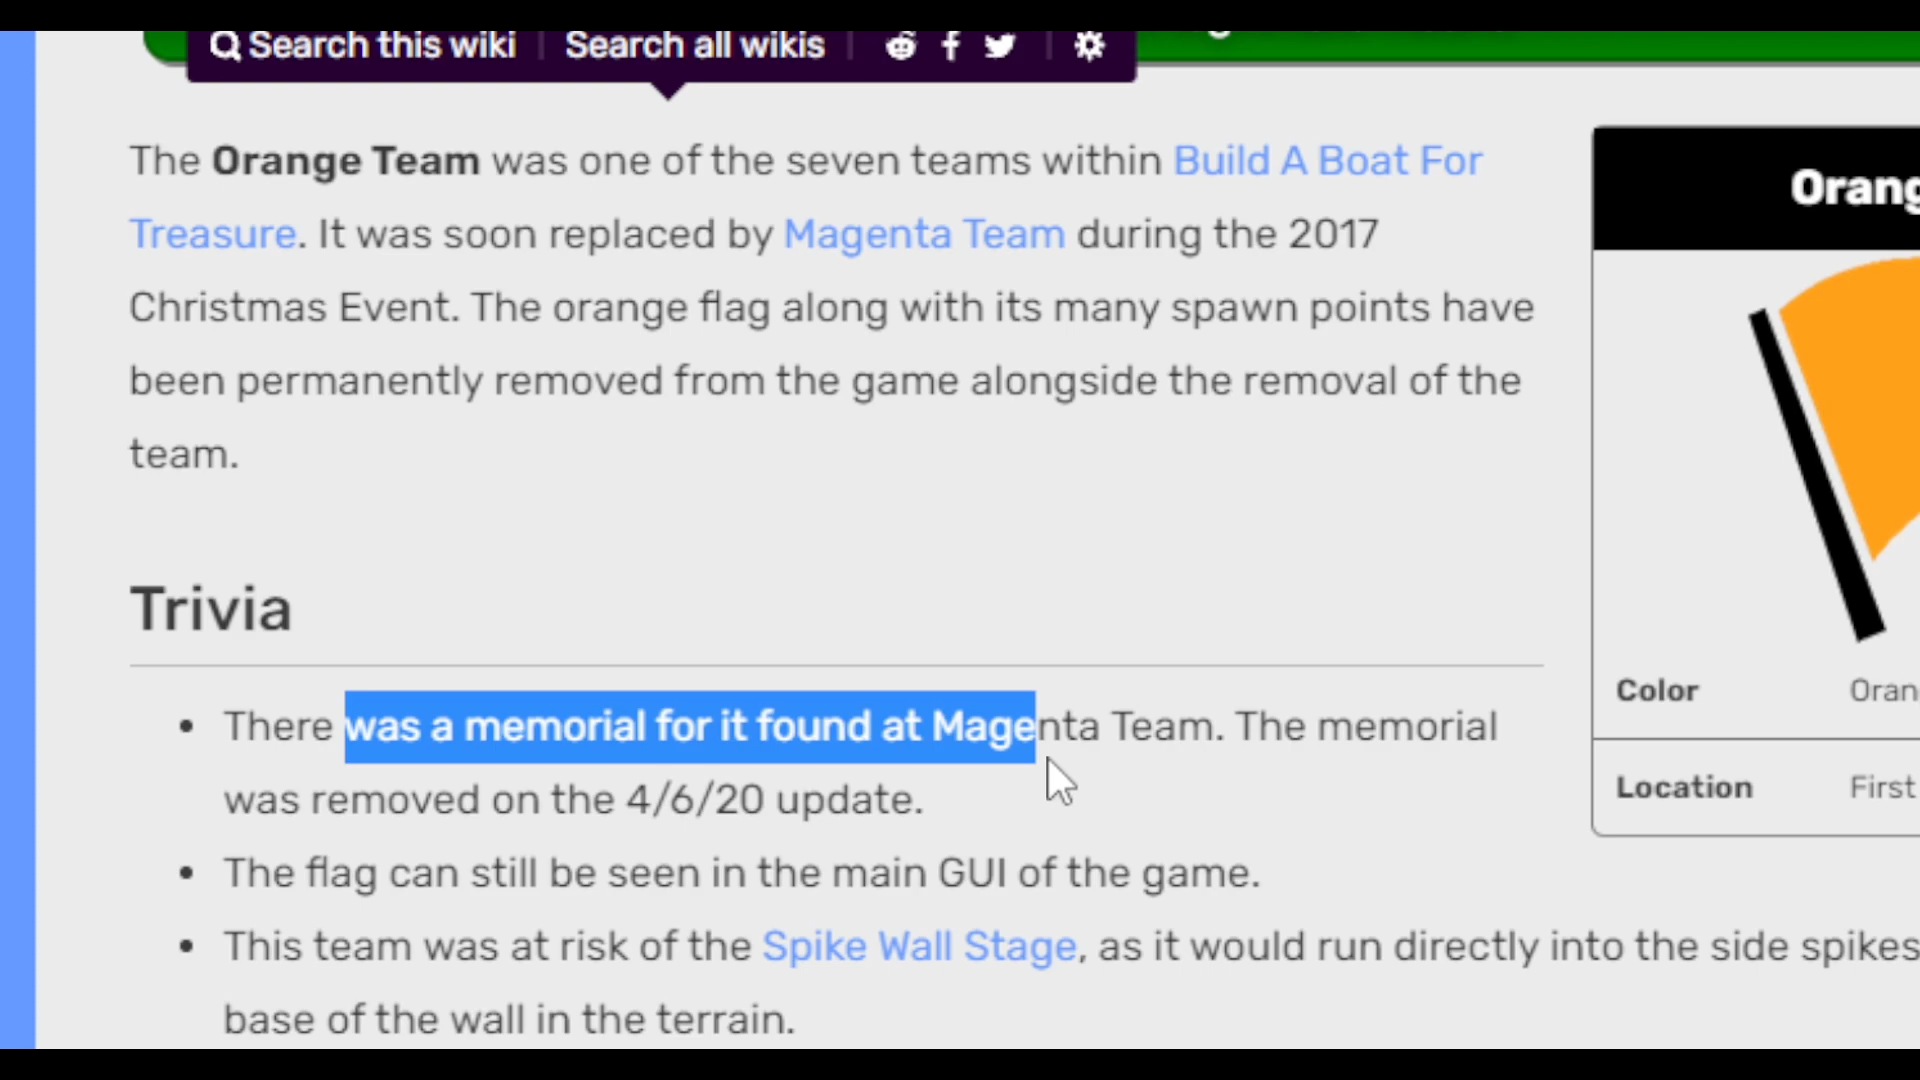 Search this wiki Search all wikis
The Orange Team was one of the seven teams within Build A Boat For
Treasure. It was soon replaced by Magenta Team during the 2017
Christmas Event. The orange flag along with its many spawn points have
been permanently removed from the game alongside the removal of the
team.
Orang
Trivia
There was a memorial for it found at Magenta Team. The memorial
was removed on the 4/6/20 update.
The flag can still be seen in the main GUI of the game.
This team was at risk of the Spike Wall Stage, as it would run directly into the side spikes
base of the wall in the terrain.
Color Oran
Location First